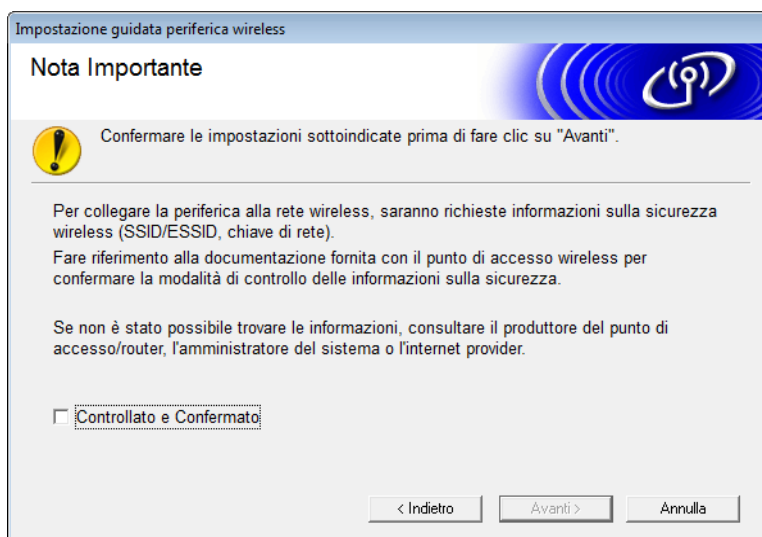 Impostazione guidata periferica wireless
Nota Importante
Confermare le impostazioni sottoindicate prima di fare clic su "Avanti".
Per collegare la periferica alla rete wireless, saranno richieste informazioni sulla sicurezza
wireless (SSID/ESSID, chiave di rete).
Fare riferimento alla documentazione fornita con il punto di accesso wireless per
confermare la modalità di controllo delle informazioni sulla sicurezza.
Se non è stato possibile trovare le informazioni, consultare il produttore del punto di
accesso/router, l'amministratore del sistema o l'internet provider.
Controllato e Confermato
< Indietro
Avanti >
Annulla